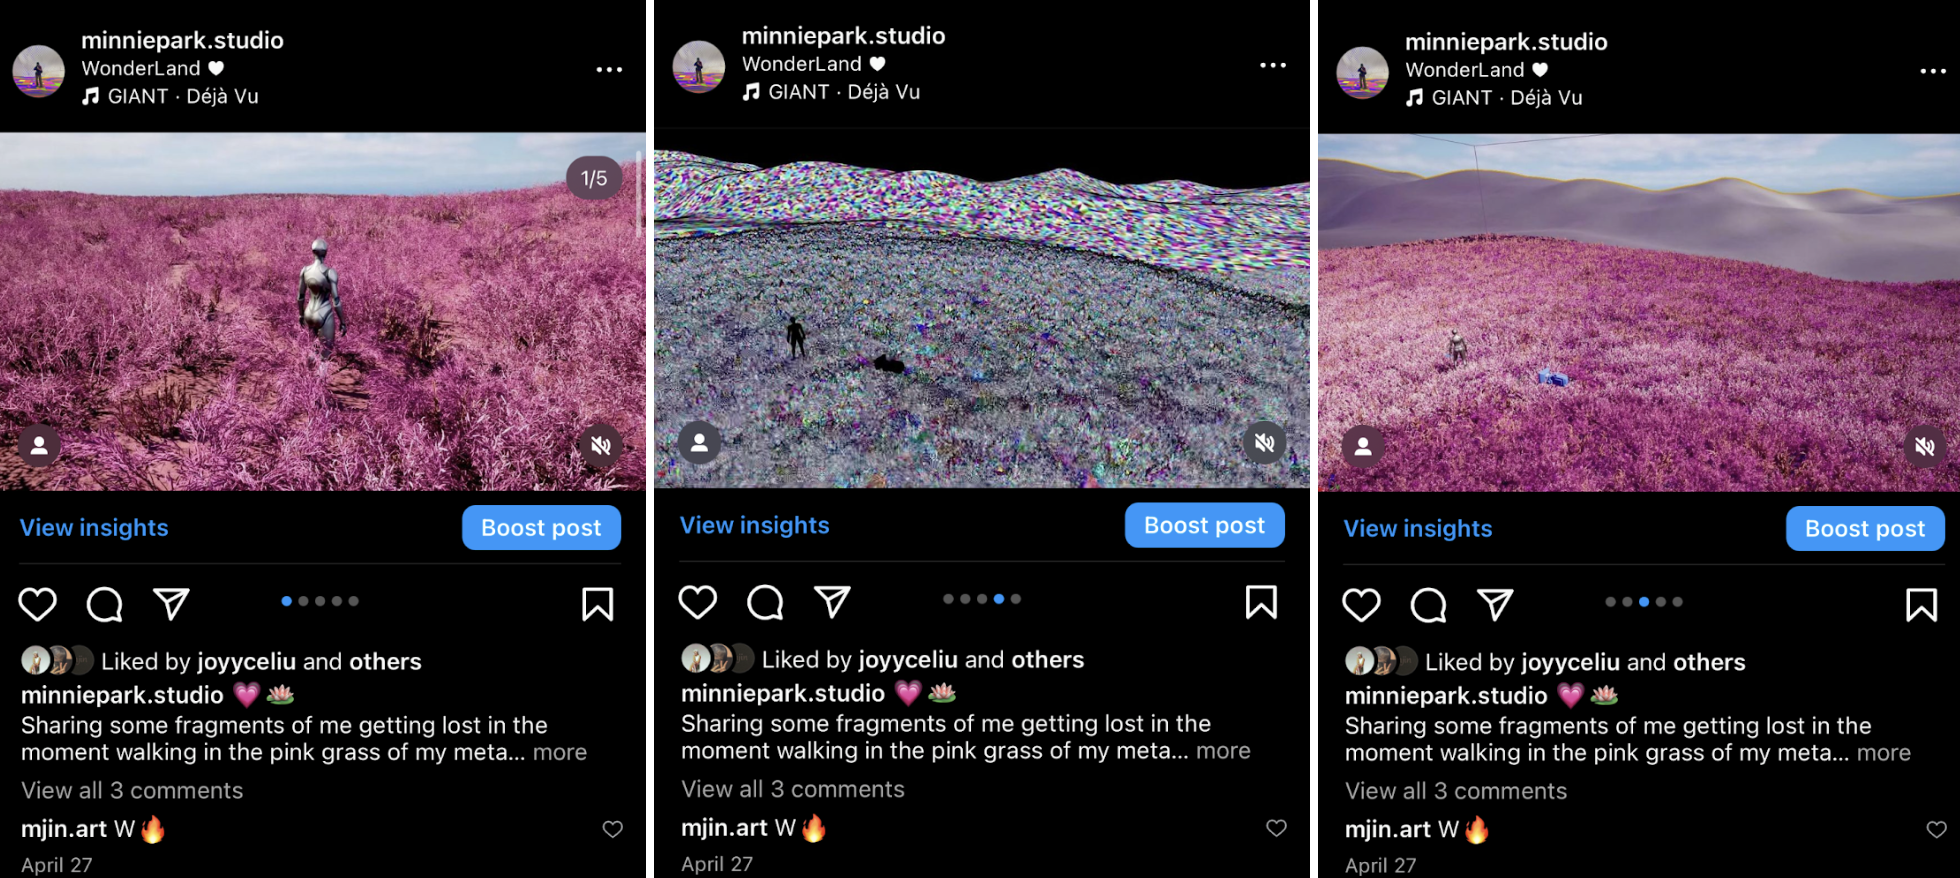 minniepark.studio
WonderLand 🤍
GIANT · Déjà Vu
1/5
View insights
Boost post
Liked by joyyceliu and others
minniepark.studio 💗🪷
Sharing some fragments of me getting lost in the
moment walking in the pink grass of my meta... more
View all 3 comments
mjin.art W🔥
April 27
minniepark.studio
WonderLand 🤍
GIANT · Déjà Vu
View insights
Boost post
Liked by joyyceliu and others
minniepark.studio 💗🪷
Sharing some fragments of me getting lost in the
moment walking in the pink grass of my meta... more
View all 3 comments
mjin.art W🔥
April 27
minniepark.studio
WonderLand 🤍
GIANT · Déjà Vu
View insights
Boost post
Liked by joyyceliu and others
minniepark.studio 💗🪷
Sharing some fragments of me getting lost in the
moment walking in the pink grass of my meta... more
View all 3 comments
mjin.art W🔥
April 27